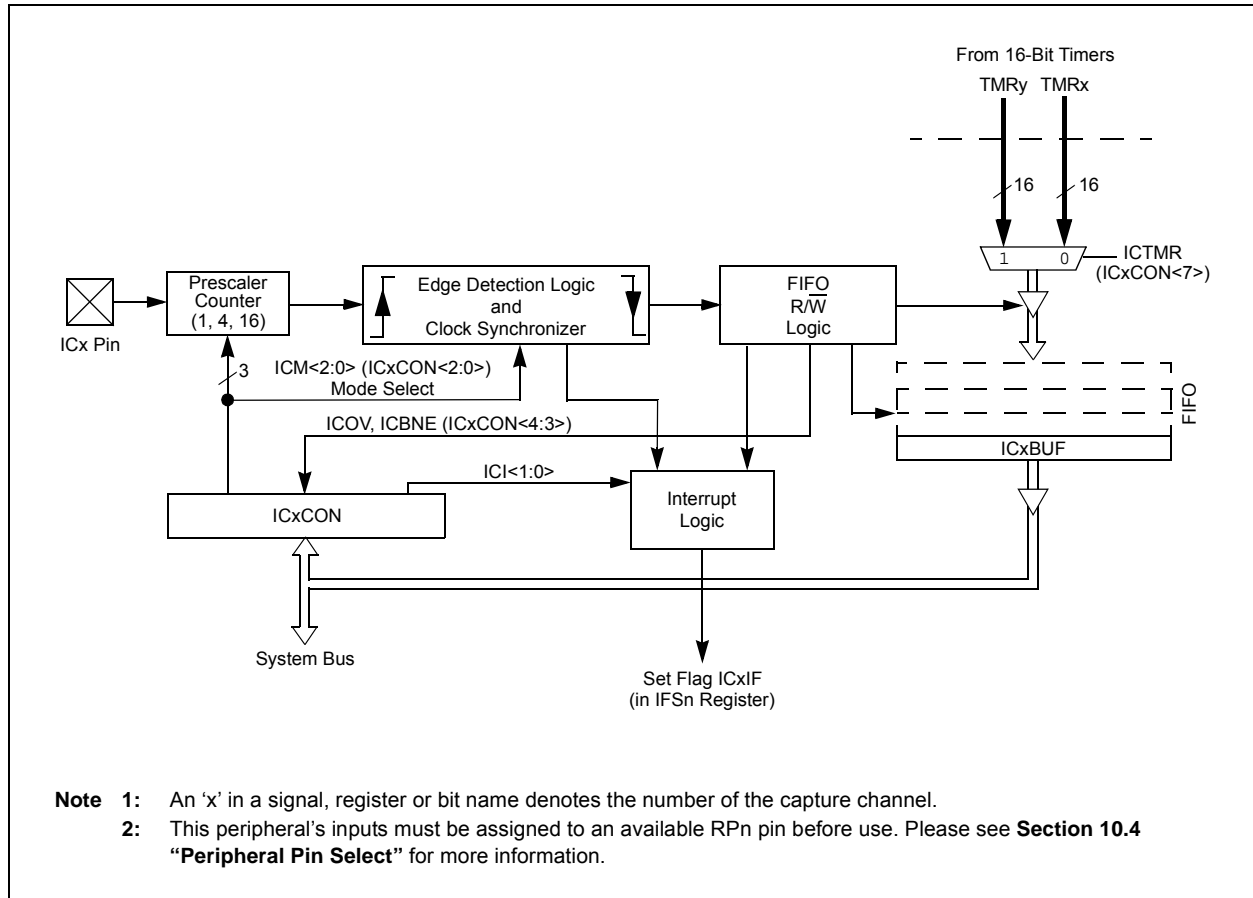 From 16-Bit Timers
TMRy TMRx
16 16
1 0
ICTMR
(ICxCON<7>)
Prescaler
Counter
(1, 4, 16)
Edge Detection Logic
and
Clock Synchronizer
FIFO
R/W
Logic
ICx Pin
3
ICM<2:0> (ICxCON<2:0>)
Mode Select
FIFO
ICOV, ICBNE (ICxCON<4:3>)
ICxBUF
ICI<1:0>
Interrupt
Logic
ICxCON
System Bus
Set Flag ICxIF
(in IFSn Register)
Note 1: An ‘x’ in a signal, register or bit name denotes the number of the capture channel.
2: This peripheral’s inputs must be assigned to an available RPn pin before use. Please see Section 10.4
“Peripheral Pin Select” for more information.